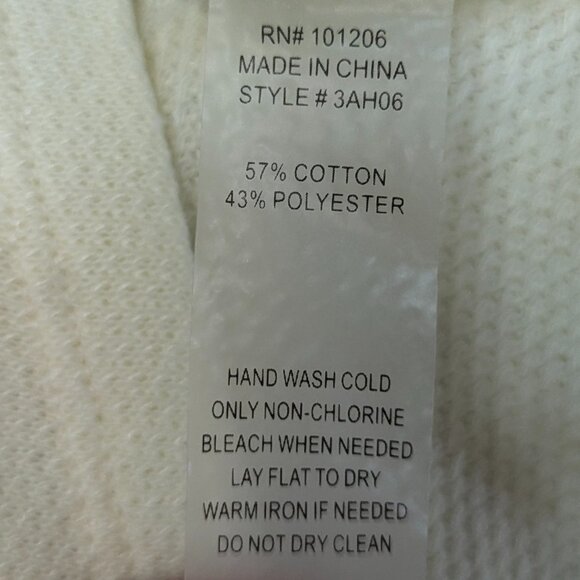 RN# 101206
MADE IN CHINA
STYLE # 3AH06
57% COTTON
43% POLYESTER
HAND WASH COLD
ONLY NON-CHLORINE
BLEACH WHEN NEEDED
LAY FLAT TO DRY
WARM IRON IF NEEDED
DO NOT DRY CLEAN